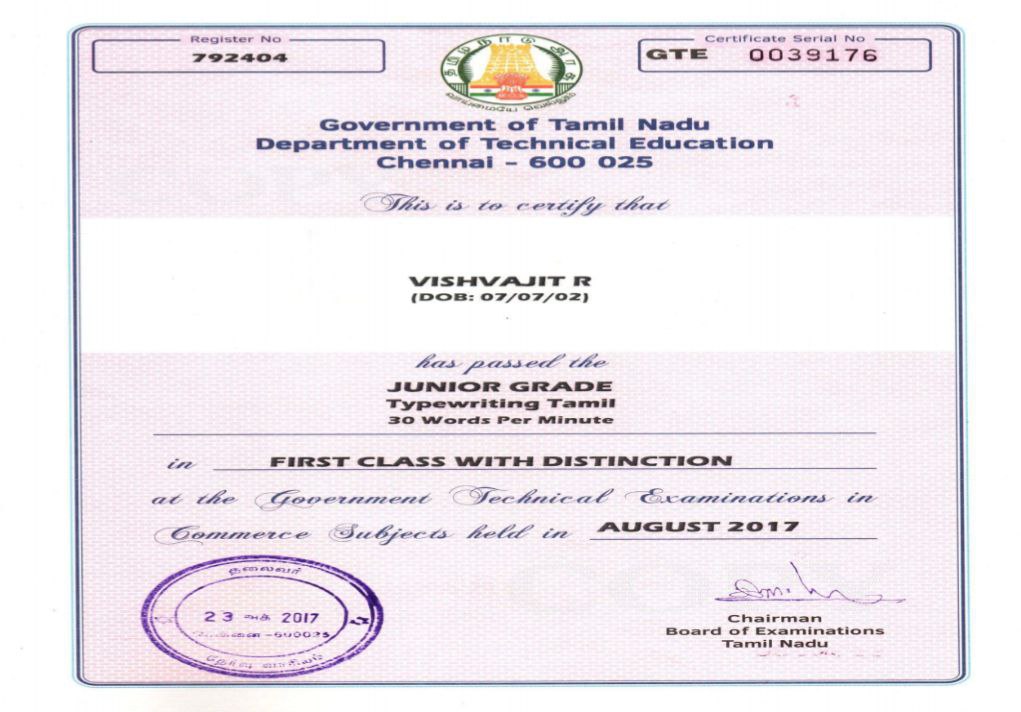 Register No
792404
Certificate Serial No
GTE 0039176
தமிழ் நாடு அரசு
வாய்மையே வெல்லும்
Government of Tamil Nadu
Department of Technical Education
Chennai – 600 025
This is to certify that
VISHVAJIT R
(DOB: 07/07/02)
has passed the
JUNIOR GRADE
Typewriting Tamil
30 Words Per Minute
in FIRST CLASS WITH DISTINCTION
at the Government Technical Examinations in
Commerce Subjects held in AUGUST 2017
தலைவர்
23 அக் 2017
சென்னை-600025
தேர்வு வாரியம்
Chairman
Board of Examinations
Tamil Nadu